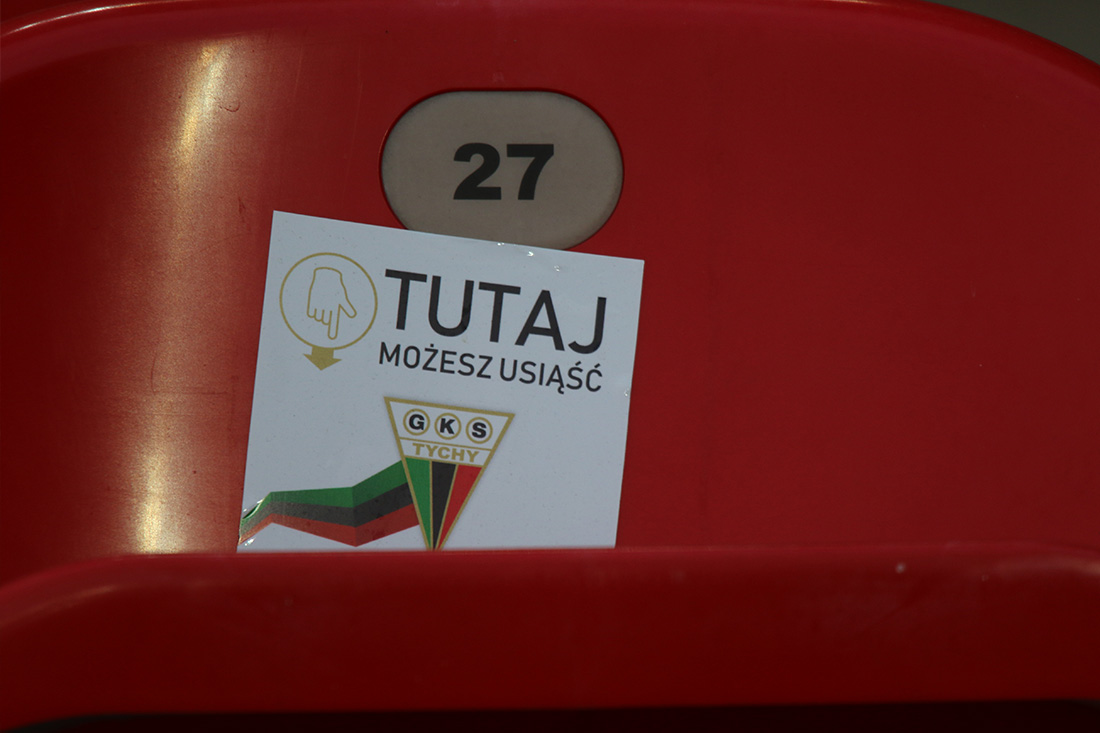 27
TUTAJ
MOŻESZ USIĄŚĆ
GKS
TYCHY